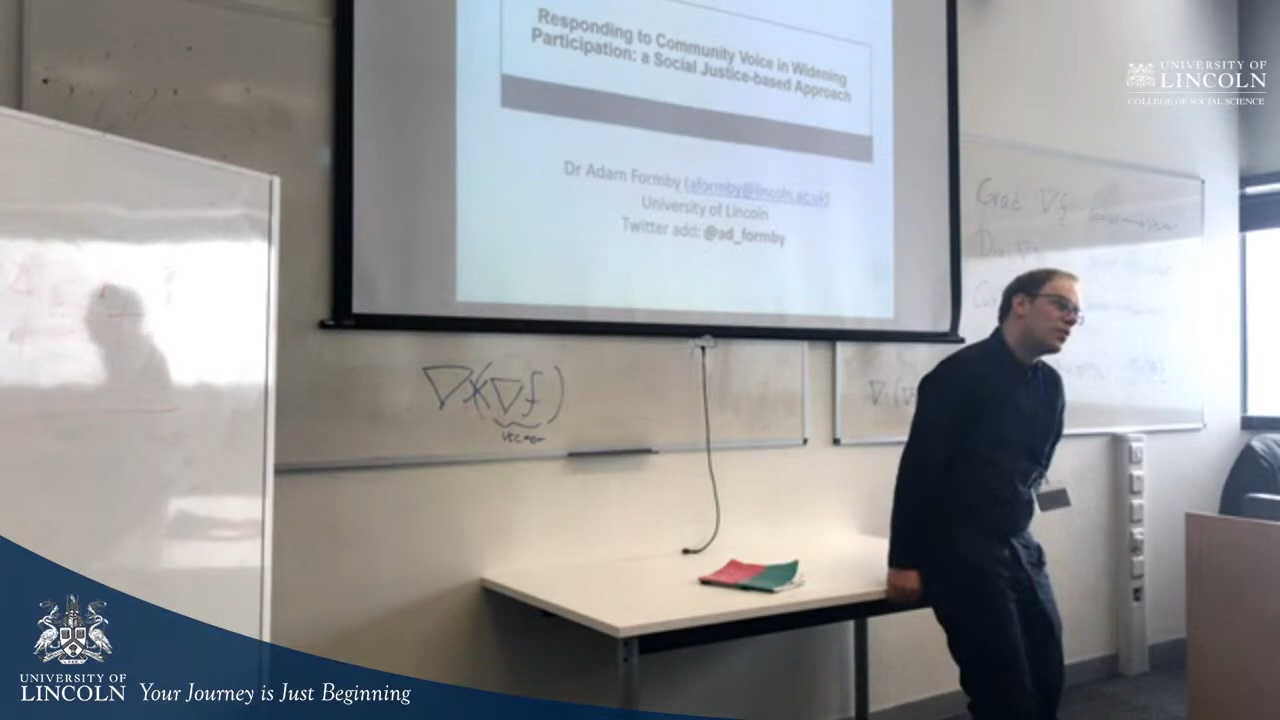 Responding to Community Voice in Widening
Participation: a Social Justice-based Approach
Dr Adam Formby (aformby@lincoln.ac.uk)
University of Lincoln
Twitter add: @ad_formby
UNIVERSITY OF
LINCOLN
COLLEGE OF SOCIAL SCIENCE
Grad ∇f
∇×(∇f)
vector
UNIVERSITY OF
LINCOLN
Your Journey is Just Beginning